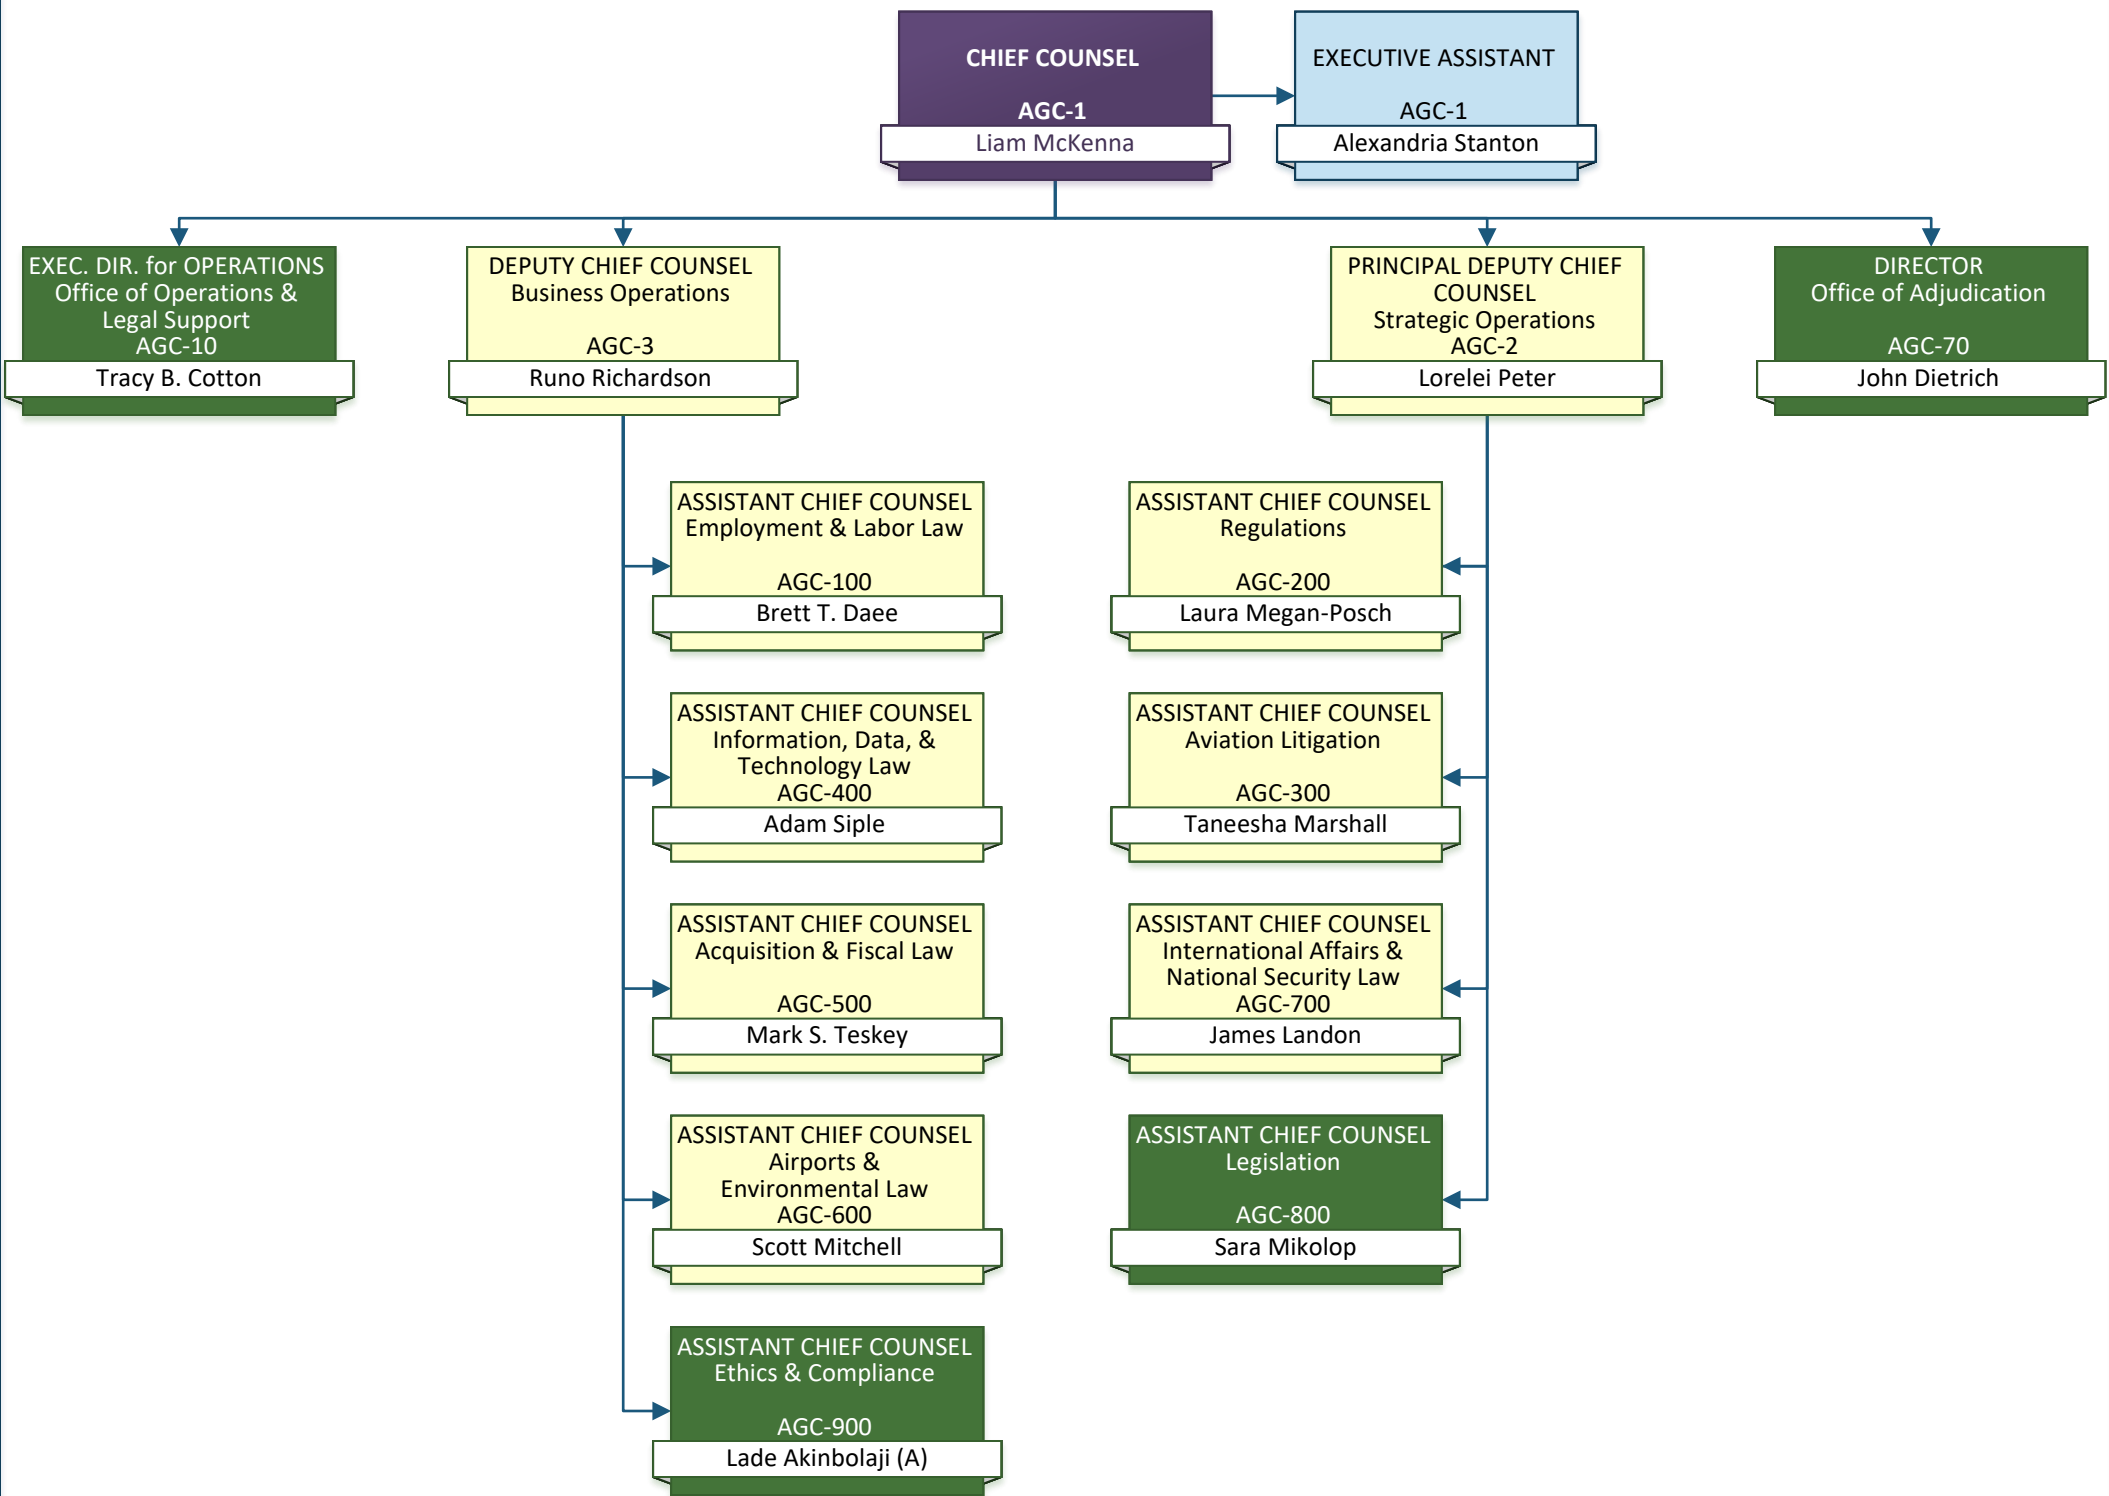 CHIEF COUNSEL
AGC-1
Liam McKenna
EXECUTIVE ASSISTANT
AGC-1
Alexandria Stanton
EXEC. DIR. for OPERATIONS
Office of Operations &
Legal Support
AGC-10
Tracy B. Cotton
DEPUTY CHIEF COUNSEL
Business Operations
AGC-3
Runo Richardson
PRINCIPAL DEPUTY CHIEF
COUNSEL
Strategic Operations
AGC-2
Lorelei Peter
DIRECTOR
Office of Adjudication
AGC-70
John Dietrich
ASSISTANT CHIEF COUNSEL
Employment & Labor Law
AGC-100
Brett T. Daee
ASSISTANT CHIEF COUNSEL
Regulations
AGC-200
Laura Megan-Posch
ASSISTANT CHIEF COUNSEL
Information, Data, &
Technology Law
AGC-400
Adam Siple
ASSISTANT CHIEF COUNSEL
Aviation Litigation
AGC-300
Taneesha Marshall
ASSISTANT CHIEF COUNSEL
Acquisition & Fiscal Law
AGC-500
Mark S. Teskey
ASSISTANT CHIEF COUNSEL
International Affairs &
National Security Law
AGC-700
James Landon
ASSISTANT CHIEF COUNSEL
Airports &
Environmental Law
AGC-600
Scott Mitchell
ASSISTANT CHIEF COUNSEL
Legislation
AGC-800
Sara Mikolop
ASSISTANT CHIEF COUNSEL
Ethics & Compliance
AGC-900
Lade Akinbolaji (A)